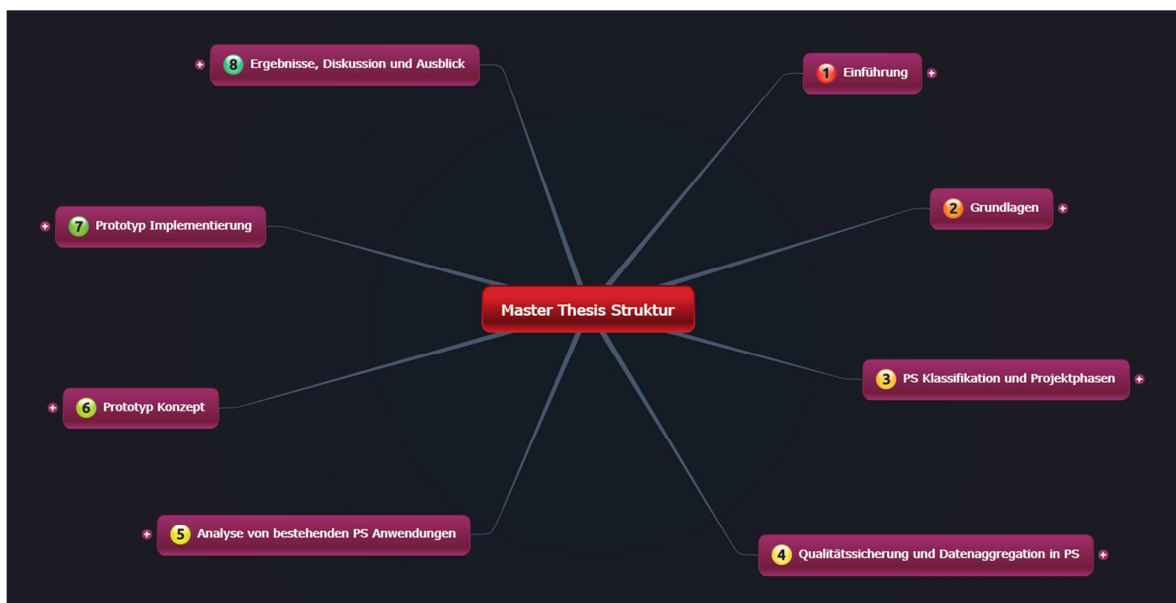 Master Thesis Struktur
1 Einführung
2 Grundlagen
3 PS Klassifikation und Projektphasen
4 Qualitätssicherung und Datenaggregation in PS
5 Analyse von bestehenden PS Anwendungen
6 Prototyp Konzept
7 Prototyp Implementierung
8 Ergebnisse, Diskussion und Ausblick